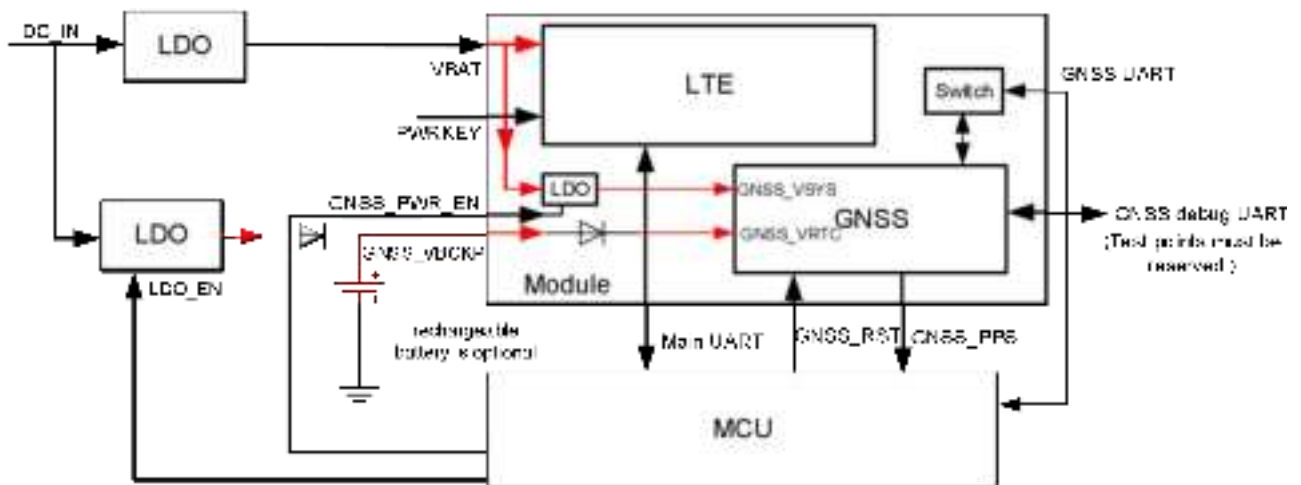 DC_IN
LDO
VBAT
LTE
GNSS UART
Switch
PWRKEY
LDO
GNSS_VSYS
GNSS_PWR_EN
GNSS
LDO
GNSS debug UART
GNSS_VRTC
(Test points must be
reserved.)
GNSS_VBCKP
LDO_EN
Module
rechargeable
battery is optional
Main UART
GNSS_RST
GNSS_PPS
MCU